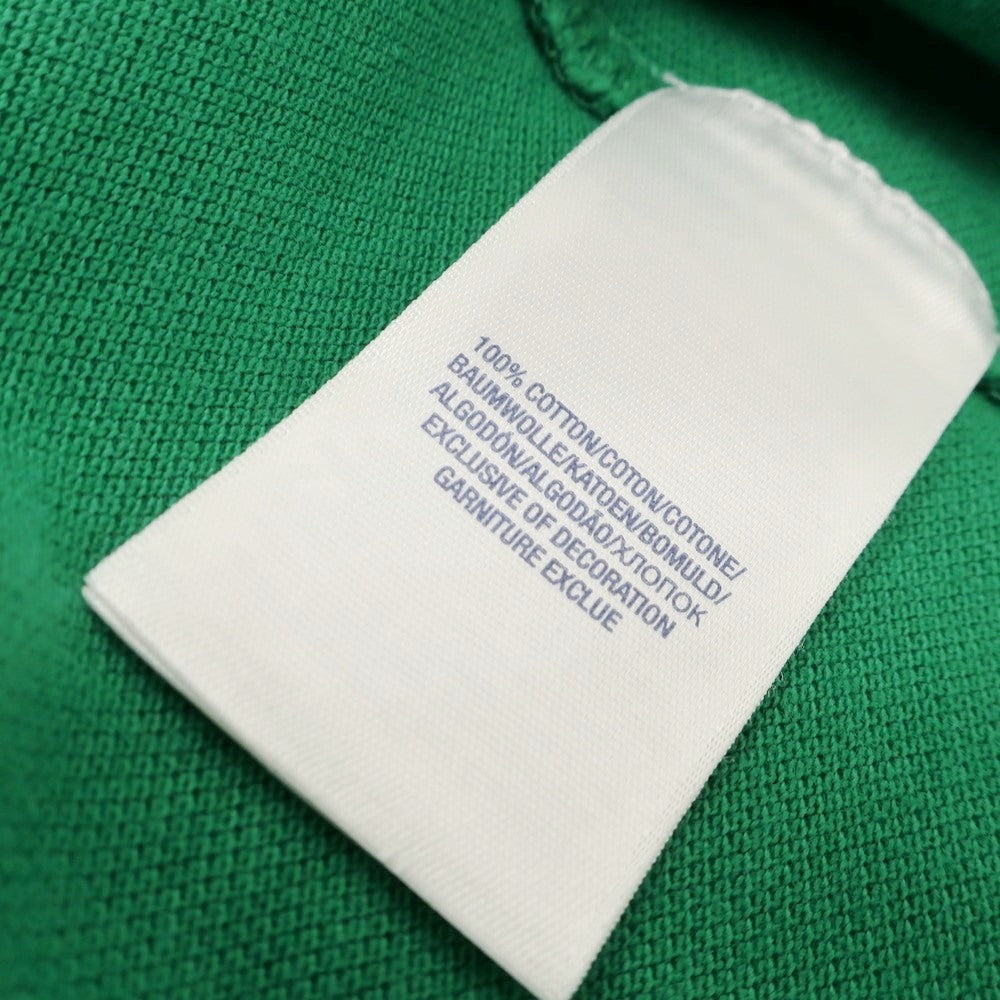 100% COTTON/COTON/COTONE/
BAUMWOLLE/KATOEN/BOMULD/
ALGODÓN/ALGODÃO/ХЛОПОК
EXCLUSIVE OF DECORATION
GARNITURE EXCLUE